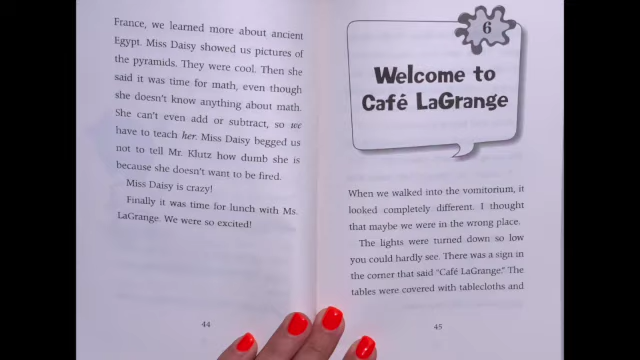 France, we learned more about ancient
Egypt. Miss Daisy showed us pictures of
the pyramids. They were cool. Then she
said it was time for math, even though
she doesn't know anything about math.
She can't even add or subtract, so we
have to teach her. Miss Daisy begged us
not to tell Mr. Klutz how dumb she is
because she doesn't want to be fired.
Miss Daisy is crazy!
Finally it was time for lunch with Ms.
LaGrange. We were so excited!
44
6
Welcome to
Café LaGrange
When we walked into the vomitorium, it
looked completely different. I thought
that maybe we were in the wrong place.
The lights were turned down so low
you could hardly see. There was a sign in
the corner that said "Café LaGrange." The
tables were covered with tablecloths and
45